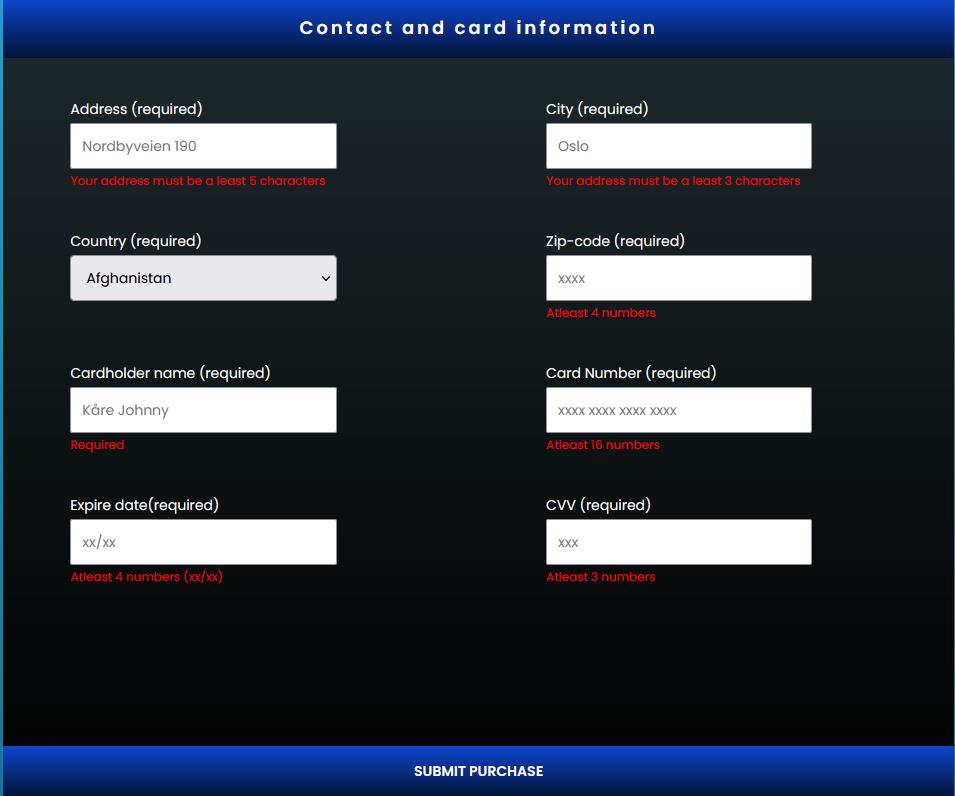 Contact and card information
Address (required)
City (required)
Nordbyveien 190
Oslo
Your address must be a least 5 characters
Your address must be a least 3 characters
Country (required)
Zip-code (required)
Afghanistan
xxxx
Atleast 4 numbers
Cardholder name (required)
Card Number (required)
Kåre Johnny
xxxx xxxx xxxx xxxx
Required
Atleast 16 numbers
Expire date(required)
CVV (required)
xx/xx
xxx
Atleast 4 numbers (xx/xx)
Atleast 3 numbers
SUBMIT PURCHASE